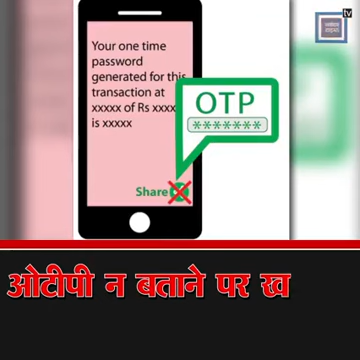 Your one time
password
generated for this
transaction at
xxxxx of Rs xxxx
is xxxxx
OTP
*******
Share
tv
ओटीपी न बताने पर ख